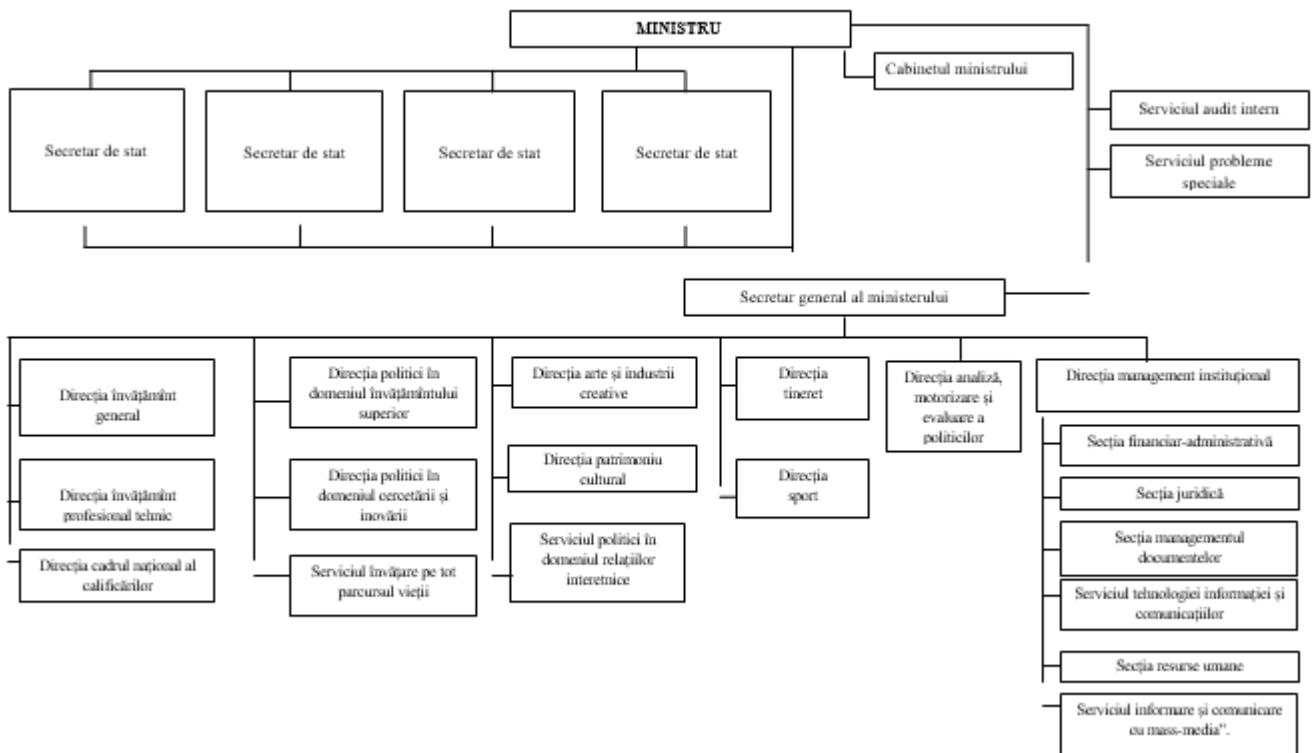 MINISTRU
Cabinetul ministrului
Serviciul audit intern
Serviciul probleme
speciale
Secretar de stat
Secretar de stat
Secretar de stat
Secretar de stat
Secretar general al ministerului
Direcția învățămînt
general
Direcția învățămînt
profesional tehnic
Direcția cadrul național al
calificărilor
Direcția politici în
domeniul învățămîntului
superior
Direcția politici în
domeniul cercetării și
inovării
Serviciul învățare pe tot
parcursul vieții
Direcția arte și industrii
creative
Direcția patrimoniu
cultural
Serviciul politici în
domeniul relațiilor
interetnice
Direcția
tineret
Direcția
sport
Direcția analiză,
motorizare și
evaluare a
politicilor
Direcția management instituțional
Secția financiar-administrativă
Secția juridică
Secția managementul
documentelor
Serviciul tehnologiei informației și
comunicațiilor
Secția resurse umane
Serviciul informare și comunicare
cu mass-media”.